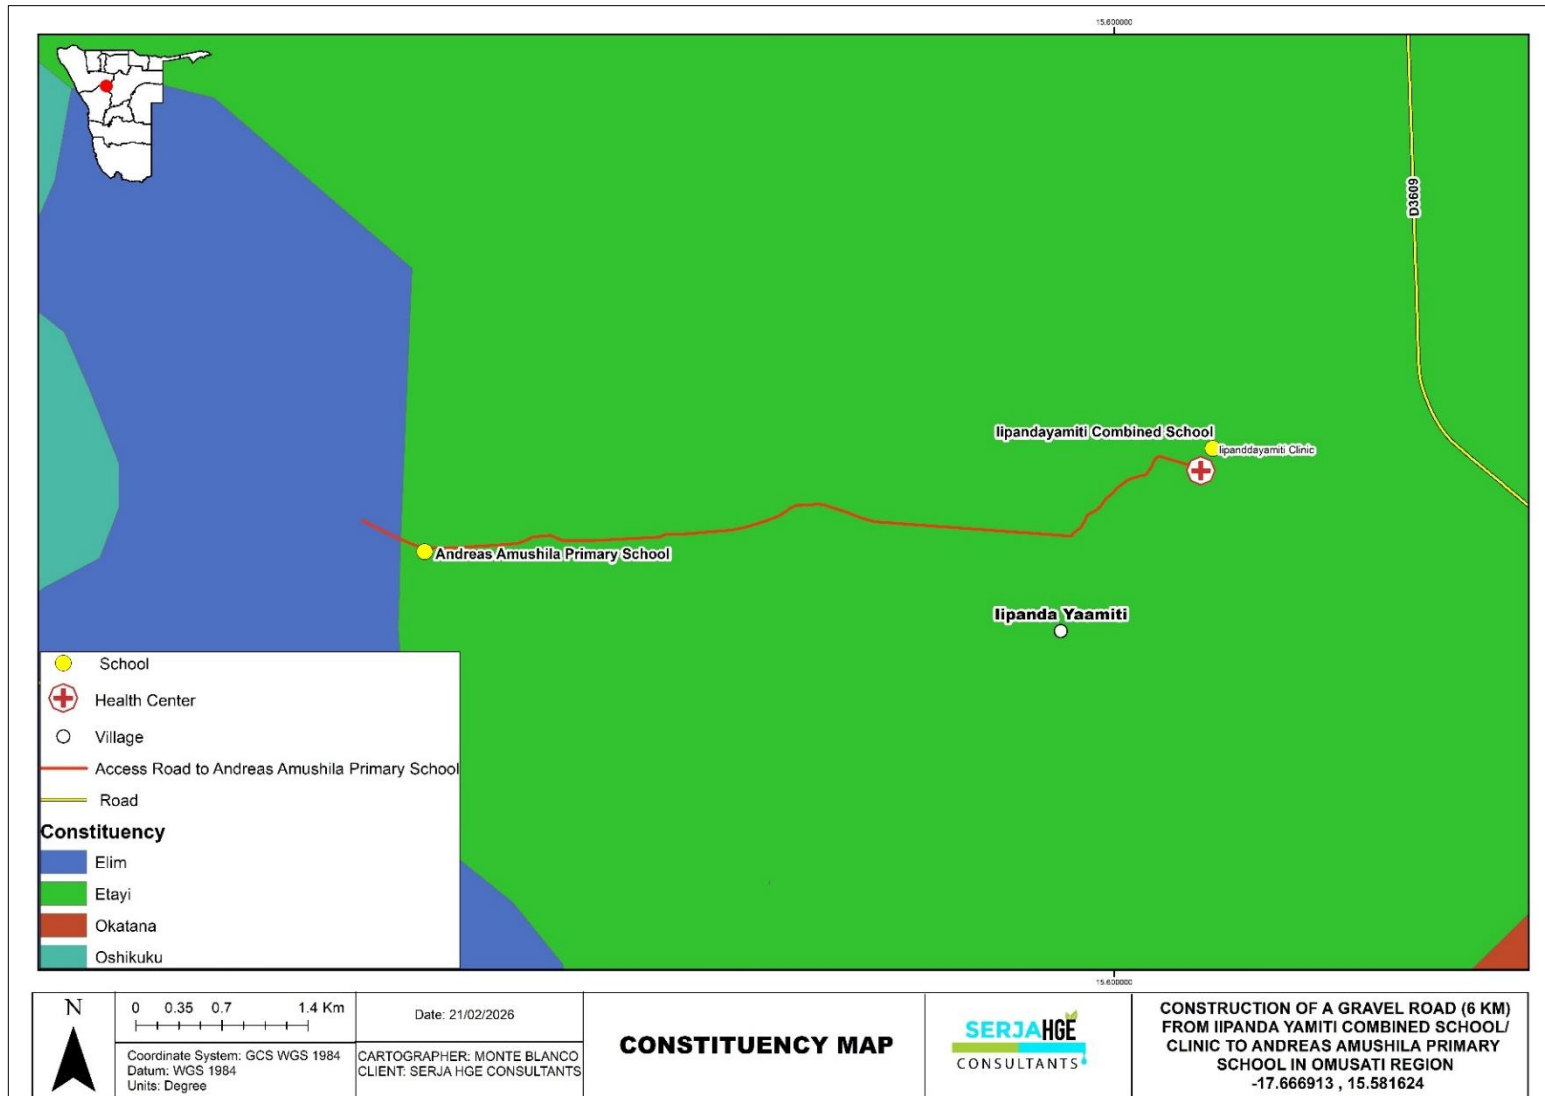 15.600000
D3609
Iipandayamiti Combined School
Iipanddayamiti Clinic
Andreas Amushila Primary School
Iipanda Yaamiti
School
Health Center
Village
Access Road to Andreas Amushila Primary School
Road
Constituency
Elim
Etayi
Okatana
Oshikuku
15.600000
N
0 0.35 0.7 1.4 Km
Coordinate System: GCS WGS 1984
Datum: WGS 1984
Units: Degree
Date: 21/02/2026
CARTOGRAPHER: MONTE BLANCO
CLIENT: SERJA HGE CONSULTANTS
CONSTITUENCY MAP
SERJAHGE
CONSULTANTS
CONSTRUCTION OF A GRAVEL ROAD (6 KM)
FROM IIPANDA YAMITI COMBINED SCHOOL/
CLINIC TO ANDREAS AMUSHILA PRIMARY
SCHOOL IN OMUSATI REGION
-17.666913 , 15.581624